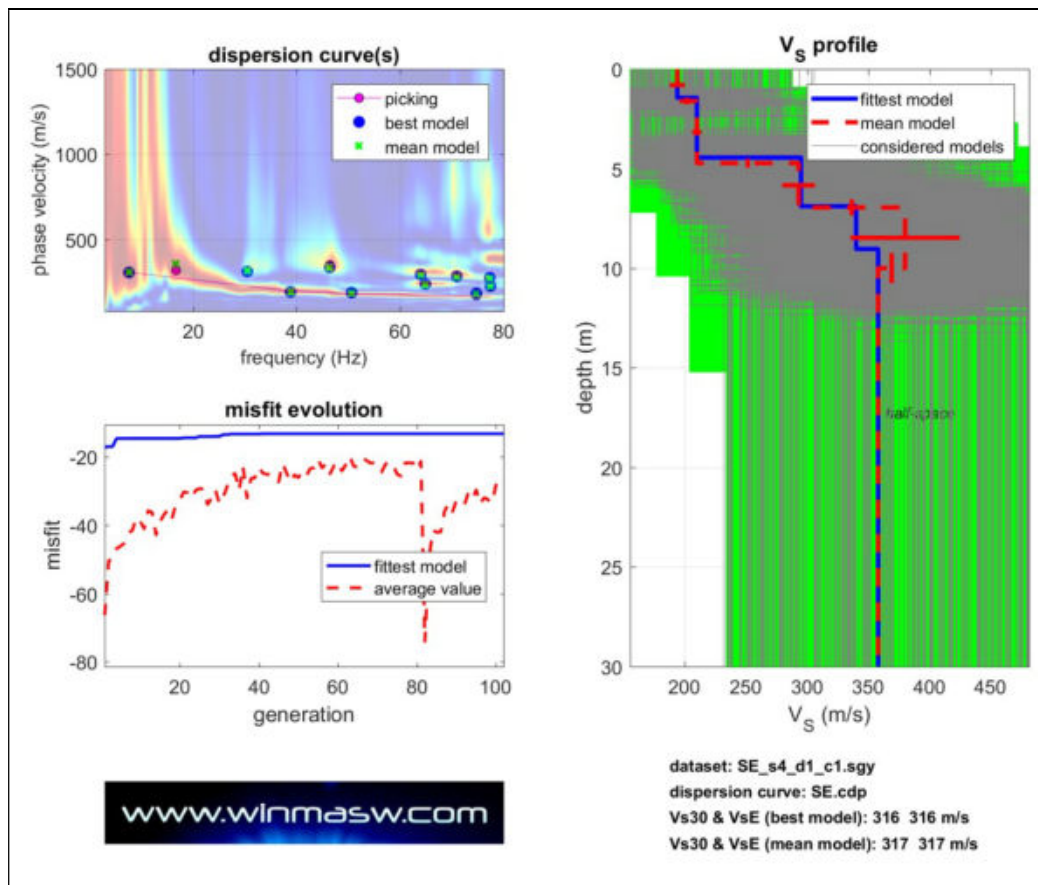 dispersion curve(s)
1500
1000
500
phase velocity (m/s)
picking
best model
mean model
20
40
60
80
frequency (Hz)
misfit evolution
-20
-40
-60
-80
misfit
fittest model
average value
20
40
60
80
100
generation
www.winmasw.com
V_S profile
0
5
10
15
20
25
30
depth (m)
fittest model
mean model
considered models
half-space
200
250
300
350
400
450
V_S (m/s)
dataset: SE_s4_d1_c1.sgy
dispersion curve: SE.cdp
Vs30 & VsE (best model): 316 316 m/s
Vs30 & VsE (mean model): 317 317 m/s